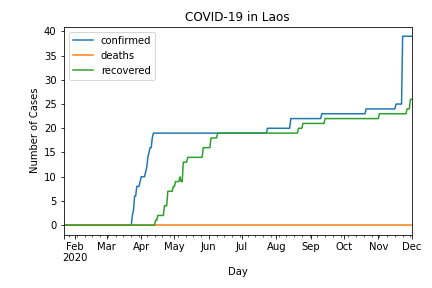 COVID-19 in Laos
confirmed
deaths
recovered
Number of Cases
40
35
30
25
20
15
10
5
0
Feb Mar Apr May Jun Jul Aug Sep Oct Nov Dec
2020
Day